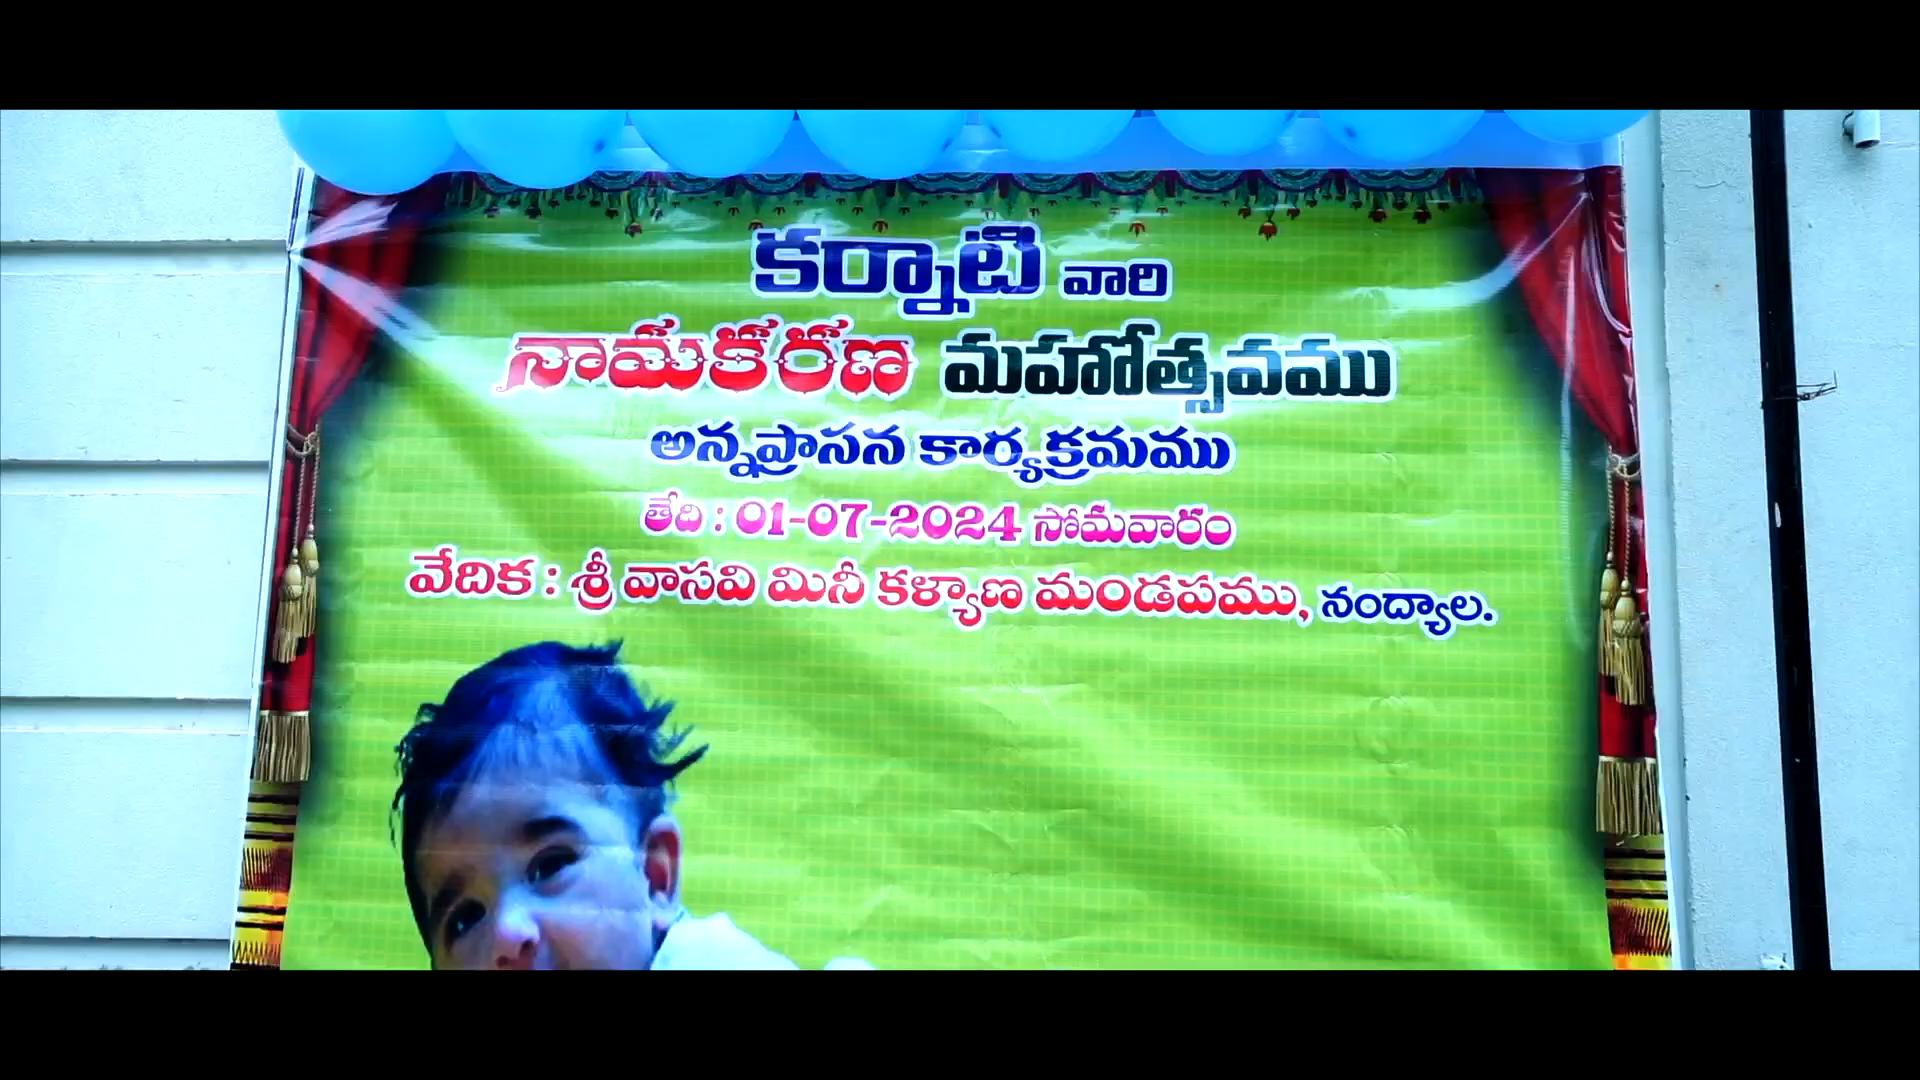 కర్నాటి వారి
నామకరణ మహోత్సవము
అన్నప్రాసన కార్యక్రమము
తేది : 01-07-2024 సోమవారం
వేదిక : శ్రీ వాసవి మినీ కళ్యాణ మండపము, నంద్యాల.